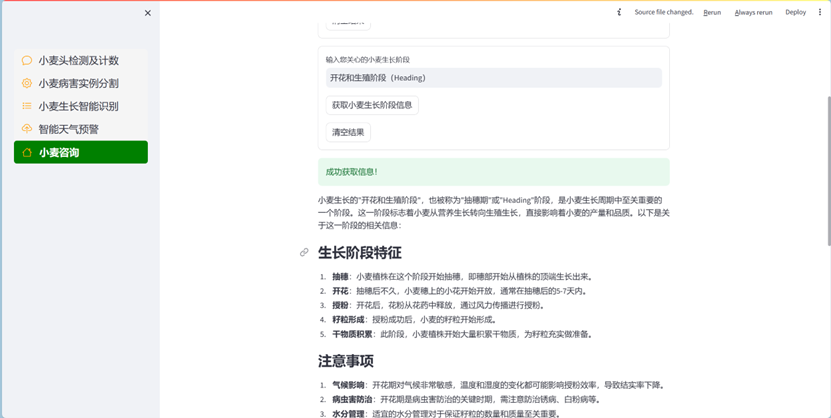 Source file changed.
Rerun
Always rerun
Deploy
小麦头检测及计数
小麦病害实例分割
小麦生长智能识别
智能天气预警
小麦咨询
输入您关心的小麦生长阶段
开花和生殖阶段（Heading）
获取小麦生长阶段信息
清空结果
成功获取信息！
小麦生长的"开花和生殖阶段"，也被称为"抽穗期"或"Heading"阶段，是小麦生长周期中至关重要的
一个阶段。这一阶段标志着小麦从营养生长转向生殖生长，直接影响着小麦的产量和品质。以下是关
于这一阶段的相关信息：
生长阶段特征
1. 抽穗：小麦植株在这个阶段开始抽穗，即穗部开始从植株的顶端生长出来。
2. 开花：抽穗后不久，小麦穗上的小花开始开放，通常在抽穗后的5-7天内。
3. 授粉：开花后，花粉从花药中释放，通过风力传播进行授粉。
4. 籽粒形成：授粉成功后，小麦的籽粒开始形成。
5. 干物质积累：此阶段，小麦植株开始大量积累干物质，为籽粒充实做准备。
注意事项
1. 气候影响：开花期对气候非常敏感，温度和湿度的变化都可能影响授粉效率，导致结实率下降。
2. 病虫害防治：开花期是病虫害防治的关键时期，需注意防治锈病、白粉病等。
3. 水分管理：适宜的水分管理对于保证籽粒的数量和质量至关重要。